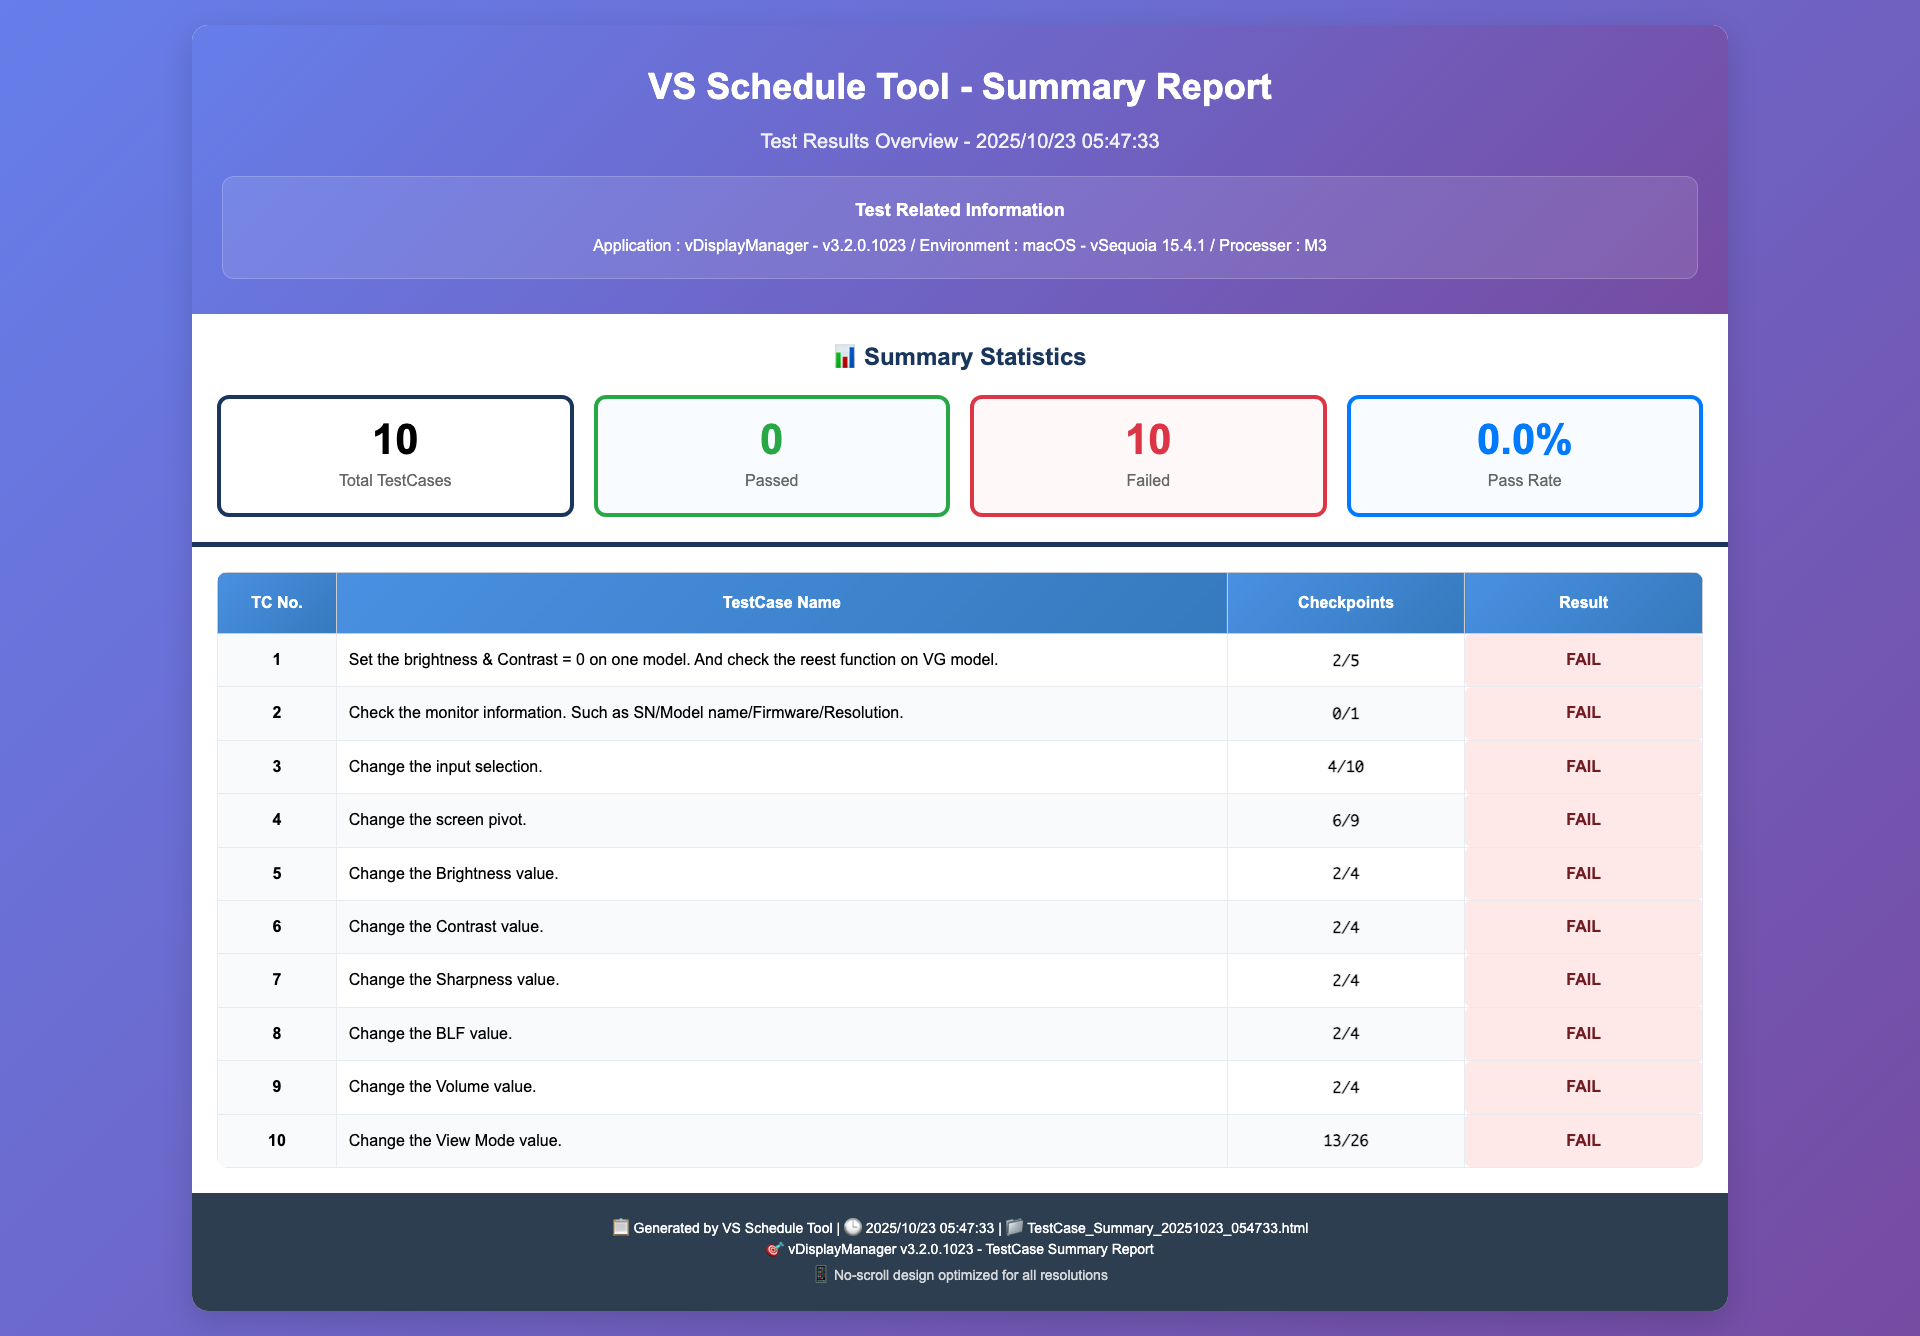 VS Schedule Tool - Summary Report
Test Results Overview - 2025/10/23 05:47:33
Test Related Information
Application : vDisplayManager - v3.2.0.1023 / Environment : macOS - vSequoia 15.4.1 / Processer : M3
Summary Statistics
10
Total TestCases
0
Passed
10
Failed
0.0%
Pass Rate
TC No. TestCase Name Checkpoints Result
1 Set the brightness & Contrast = 0 on one model. And check the reest function on VG model. 2/5 FAIL
2 Check the monitor information. Such as SN/Model name/Firmware/Resolution. 0/1 FAIL
3 Change the input selection. 4/10 FAIL
4 Change the screen pivot. 6/9 FAIL
5 Change the Brightness value. 2/4 FAIL
6 Change the Contrast value. 2/4 FAIL
7 Change the Sharpness value. 2/4 FAIL
8 Change the BLF value. 2/4 FAIL
9 Change the Volume value. 2/4 FAIL
10 Change the View Mode value. 13/26 FAIL
Generated by VS Schedule Tool | 2025/10/23 05:47:33 | TestCase_Summary_20251023_054733.html
vDisplayManager v3.2.0.1023 - TestCase Summary Report
No-scroll design optimized for all resolutions